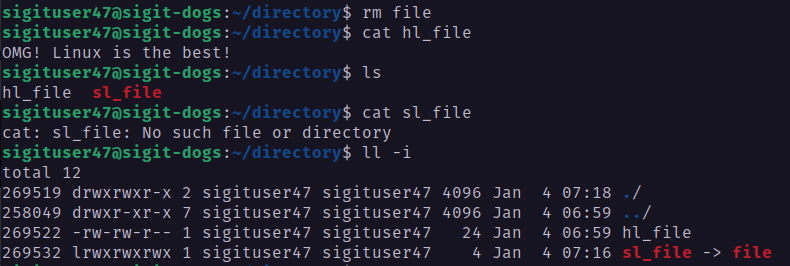 sigituser47@sigit-dogs:~/directory$ rm file
sigituser47@sigit-dogs:~/directory$ cat hl_file
OMG! Linux is the best!
sigituser47@sigit-dogs:~/directory$ ls
hl_file  sl_file
sigituser47@sigit-dogs:~/directory$ cat sl_file
cat: sl_file: No such file or directory
sigituser47@sigit-dogs:~/directory$ ll -i
total 12
269519 drwxrwxr-x 2 sigituser47 sigituser47 4096 Jan  4 07:18 ./
258049 drwxr-xr-x 7 sigituser47 sigituser47 4096 Jan  4 06:59 ../
269522 -rw-rw-r-- 1 sigituser47 sigituser47   24 Jan  4 06:59 hl_file
269532 lrwxrwxrwx 1 sigituser47 sigituser47    4 Jan  4 07:16 sl_file -> file